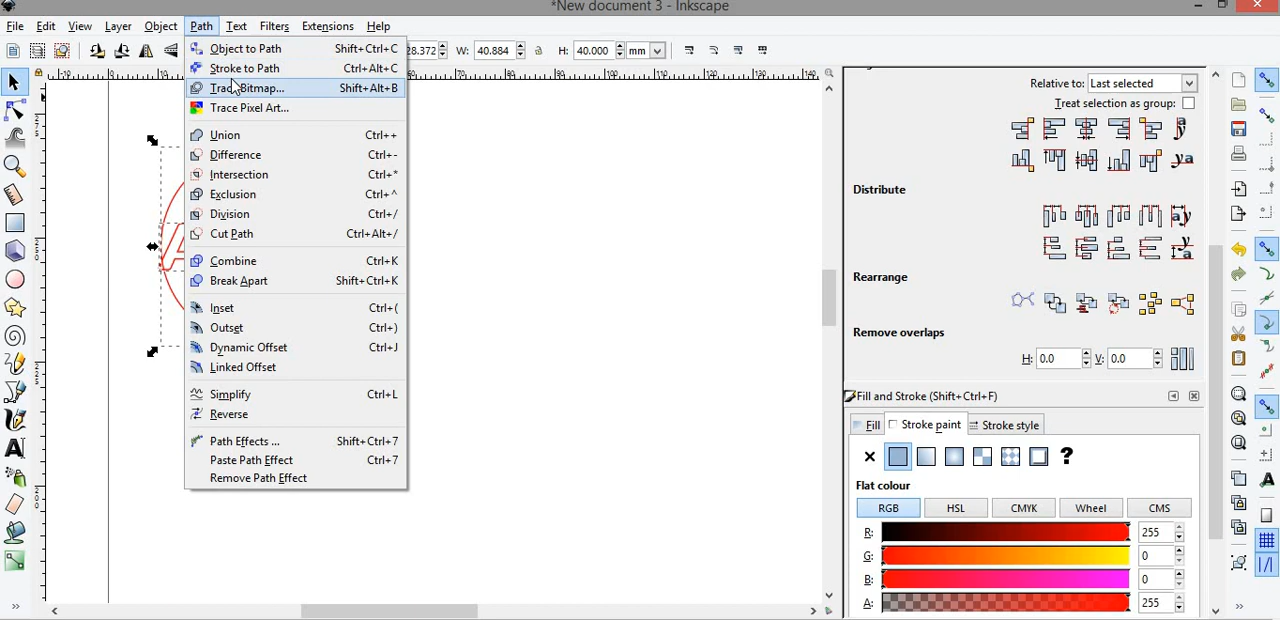 *New document 3 - Inkscape
File Edit View Layer Object Path Text Filters Extensions Help
28.372 W: 40.884 H: 40.000 mm
Object to Path Shift+Ctrl+C
Stroke to Path Ctrl+Alt+C
Trace Bitmap... Shift+Alt+B
Trace Pixel Art...
Union Ctrl++
Difference Ctrl+-
Intersection Ctrl+*
Exclusion Ctrl+^
Division Ctrl+/
Cut Path Ctrl+Alt+/
Combine Ctrl+K
Break Apart Shift+Ctrl+K
Inset Ctrl+(
Outset Ctrl+)
Dynamic Offset Ctrl+J
Linked Offset
Simplify Ctrl+L
Reverse
Path Effects ... Shift+Ctrl+7
Paste Path Effect Ctrl+7
Remove Path Effect
Relative to: Last selected
Treat selection as group:
Distribute
Rearrange
Remove overlaps
H: 0.0 V: 0.0
Fill and Stroke (Shift+Ctrl+F)
Fill Stroke paint Stroke style
Flat colour
RGB HSL CMYK Wheel CMS
R: 255
G: 0
B: 0
A: 255